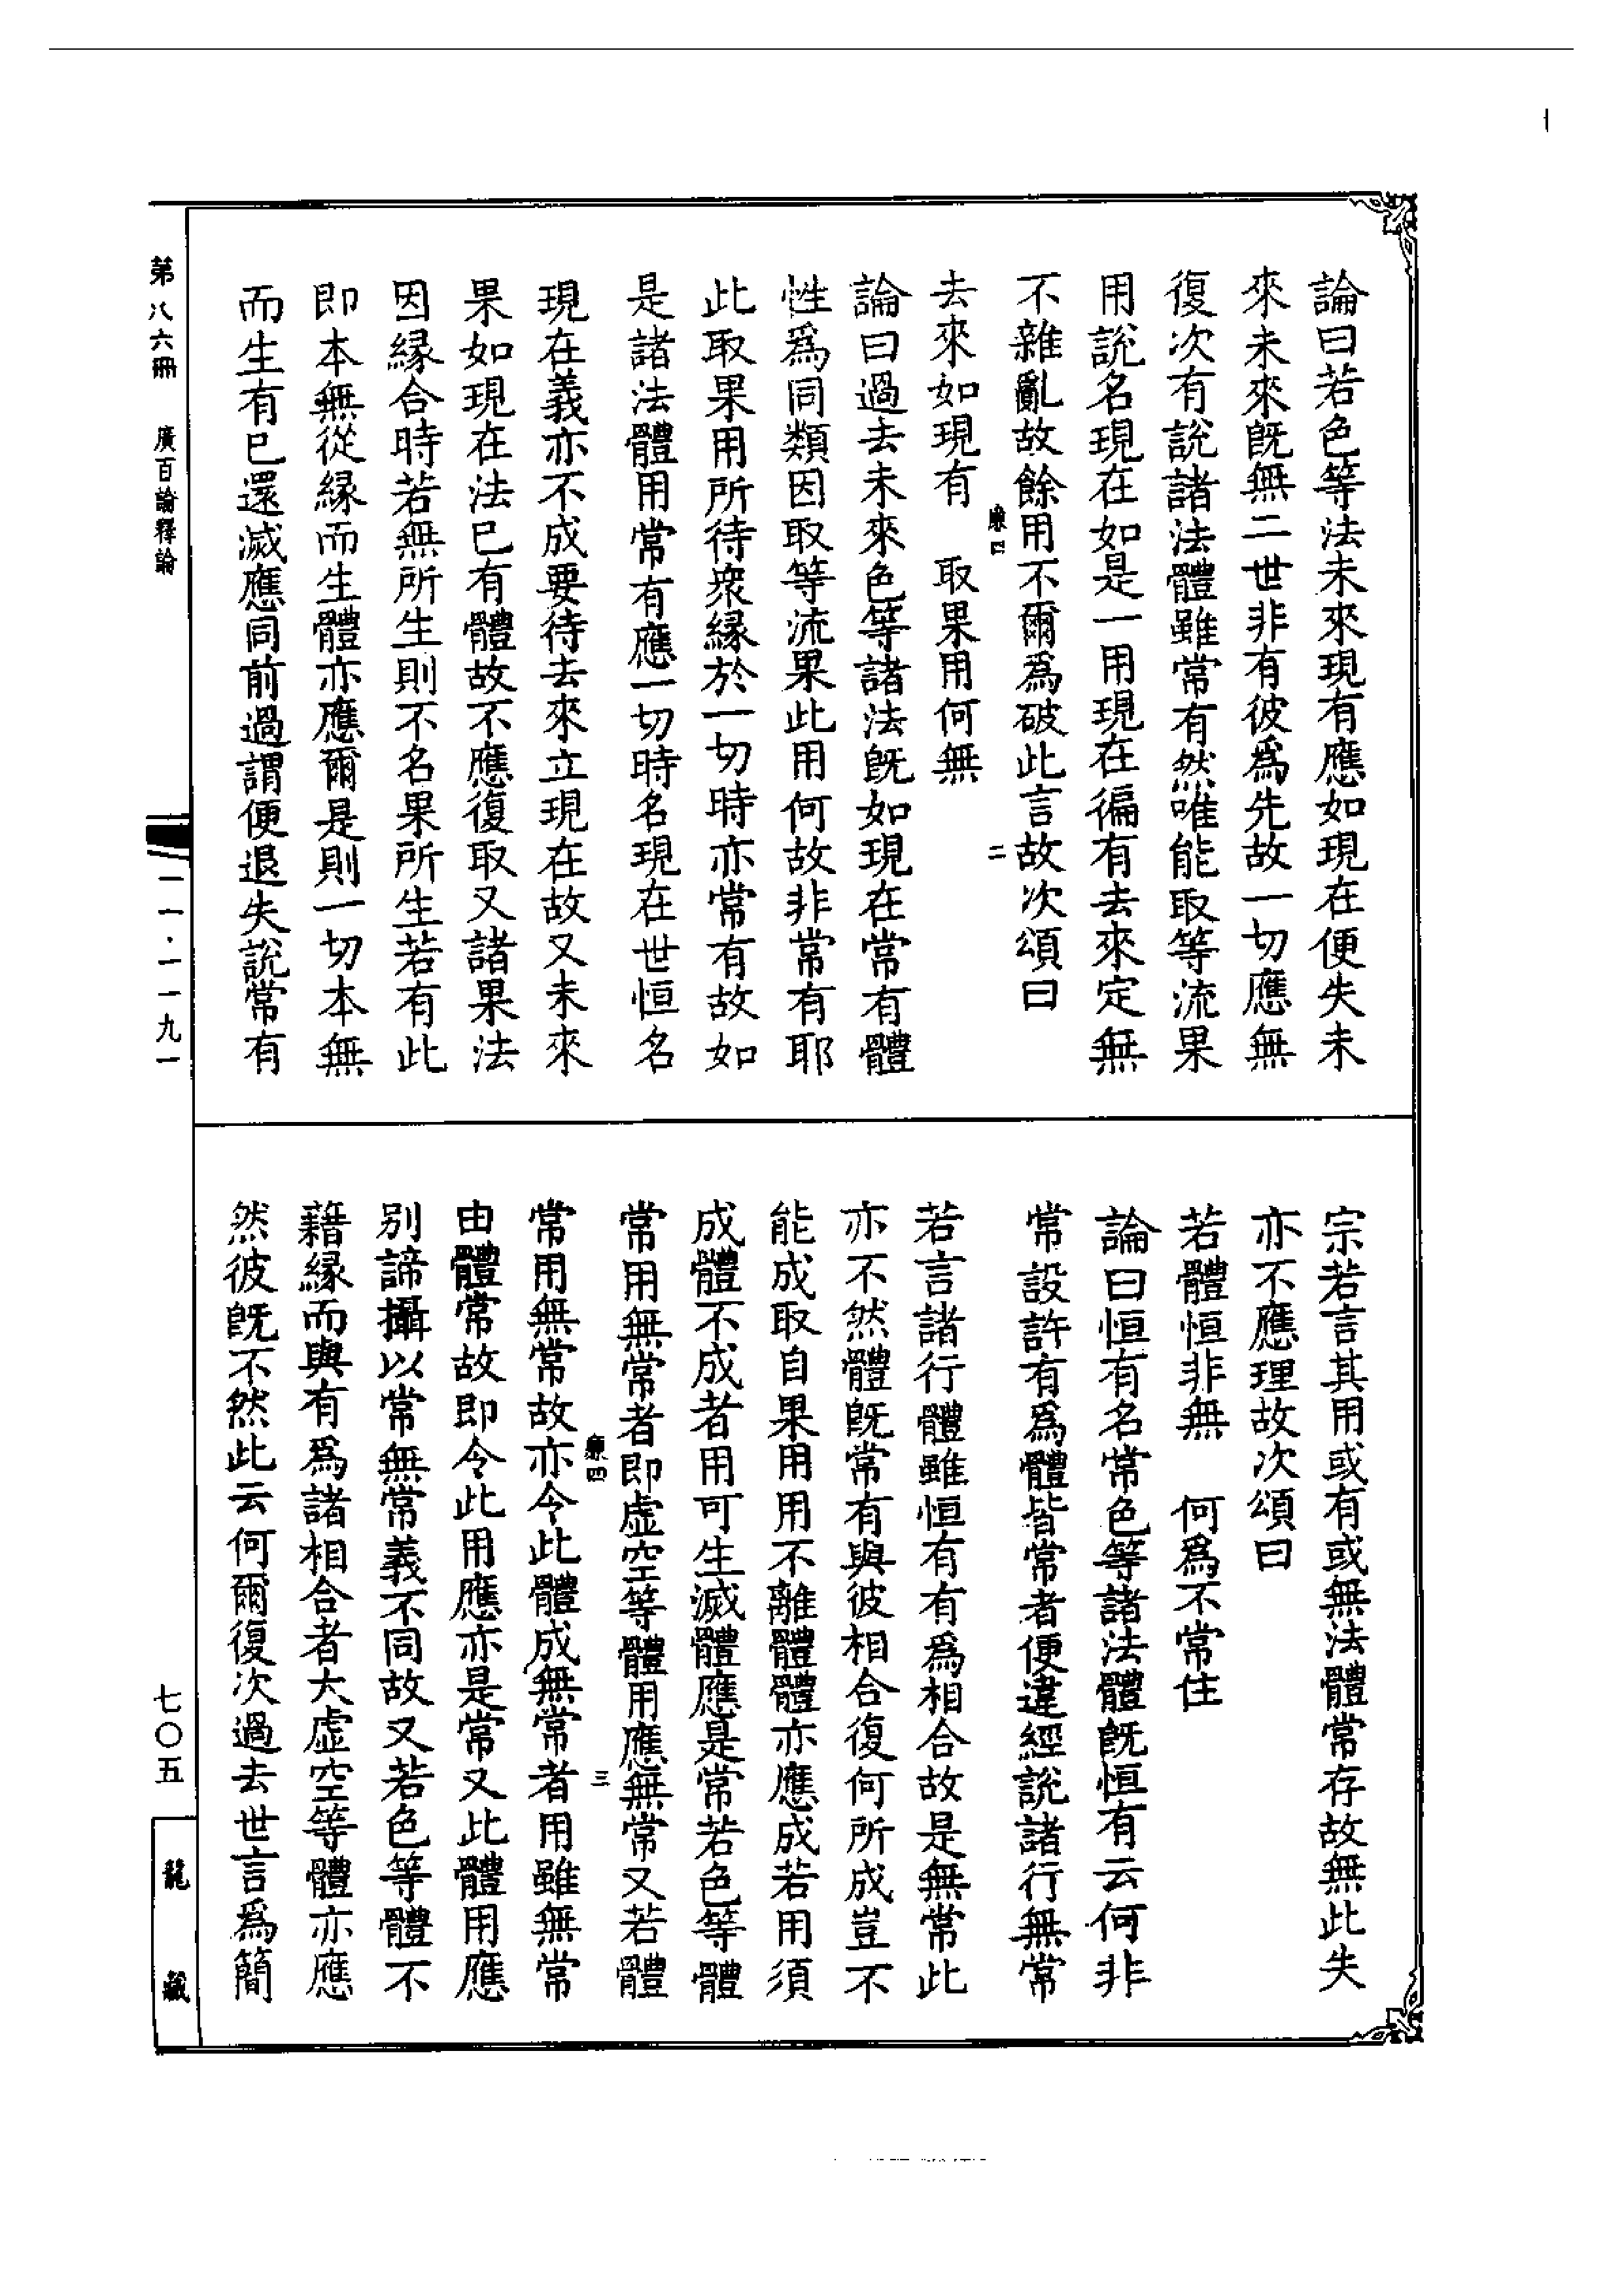 論曰若色等法未來現有應如現在便失未
來未來旣無二世非有彼爲先故一切應無
復次有說諸法體雖常有然唯能取等流果
用說名現在如是一用現在徧有去來定無
不雜亂故餘用不爾爲破此言故次頌曰
二
去來如現有　取果用何無
論曰過去未來色等諸法旣如現在常有體
性爲同類因取等流果此用何故非常有耶
此取果用所待衆緣於一切時亦常有故如
是諸法體用常有應一切時名現在世恒名
現在義亦不成要待去來立現在故又未來
果如現在法已有體故不應復取又諸果法
因緣合時若無所生則不名果所生若有此
即本無從緣而生體亦應爾是則一切本無
而生有已還滅應同前過謂便退失說常有
宗若言其用或有或無法體常存故無此失
亦不應理故次頌曰
若體恒非無　何爲不常住
論曰恒有名常色等諸法體旣恒有云何非
常設許有爲體皆常者便違經說諸行無常
若言諸行體雖恒有有爲相合故是無常此
亦不然體旣常有與彼相合復何所成豈不
能成取自果用用不離體體亦應成若用須
成體不成者用可生滅體應是常若色等體
常用無常者即虛空等體用應無常又若體
三
常用無常故亦令此體成無常者用雖無常
由體常故即令此用應亦是常又此體用應
別諦攝以常無常義不同故又若色等體不
藉緣而與有爲諸相合者大虛空等體亦應
然彼旣不然此云何爾復次過去世言爲簡
第八六冊　廣百論釋論
一一·一一九一
七〇五
龍藏